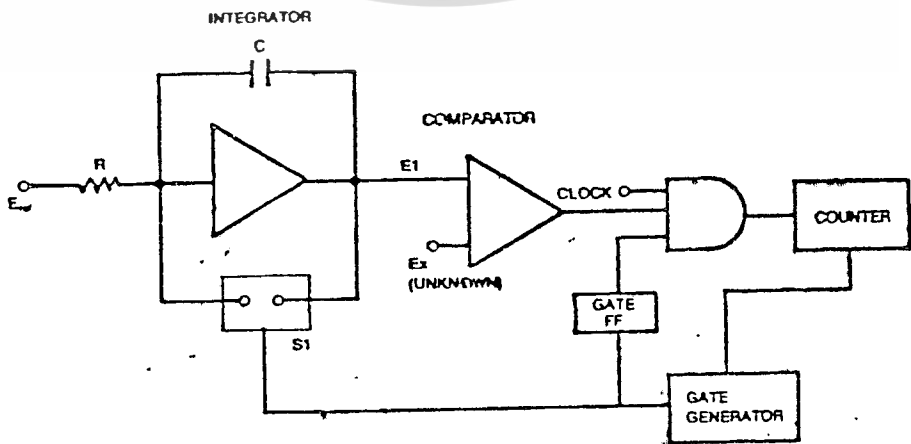 INTEGRATOR
C
COMPARATOR
R
E1
CLOCK
COUNTER
Ex
(UNKNOWN)
GATE
FF
S1
GATE
GENERATOR